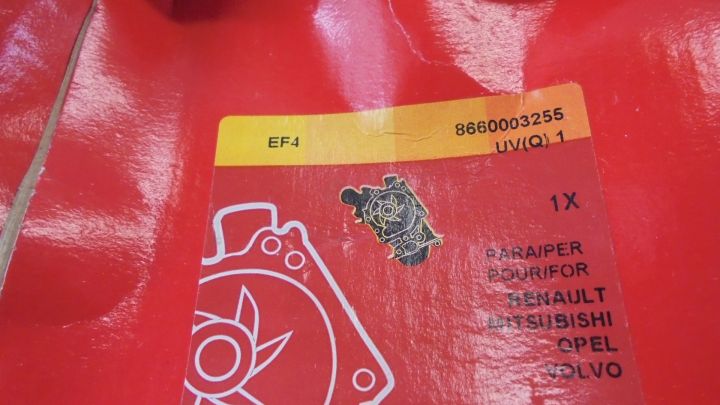 EF4
8660003255
UV(Q) 1
1X
PARA/PER
POUR/FOR
RENAULT
MITSUBISHI
OPEL
VOLVO